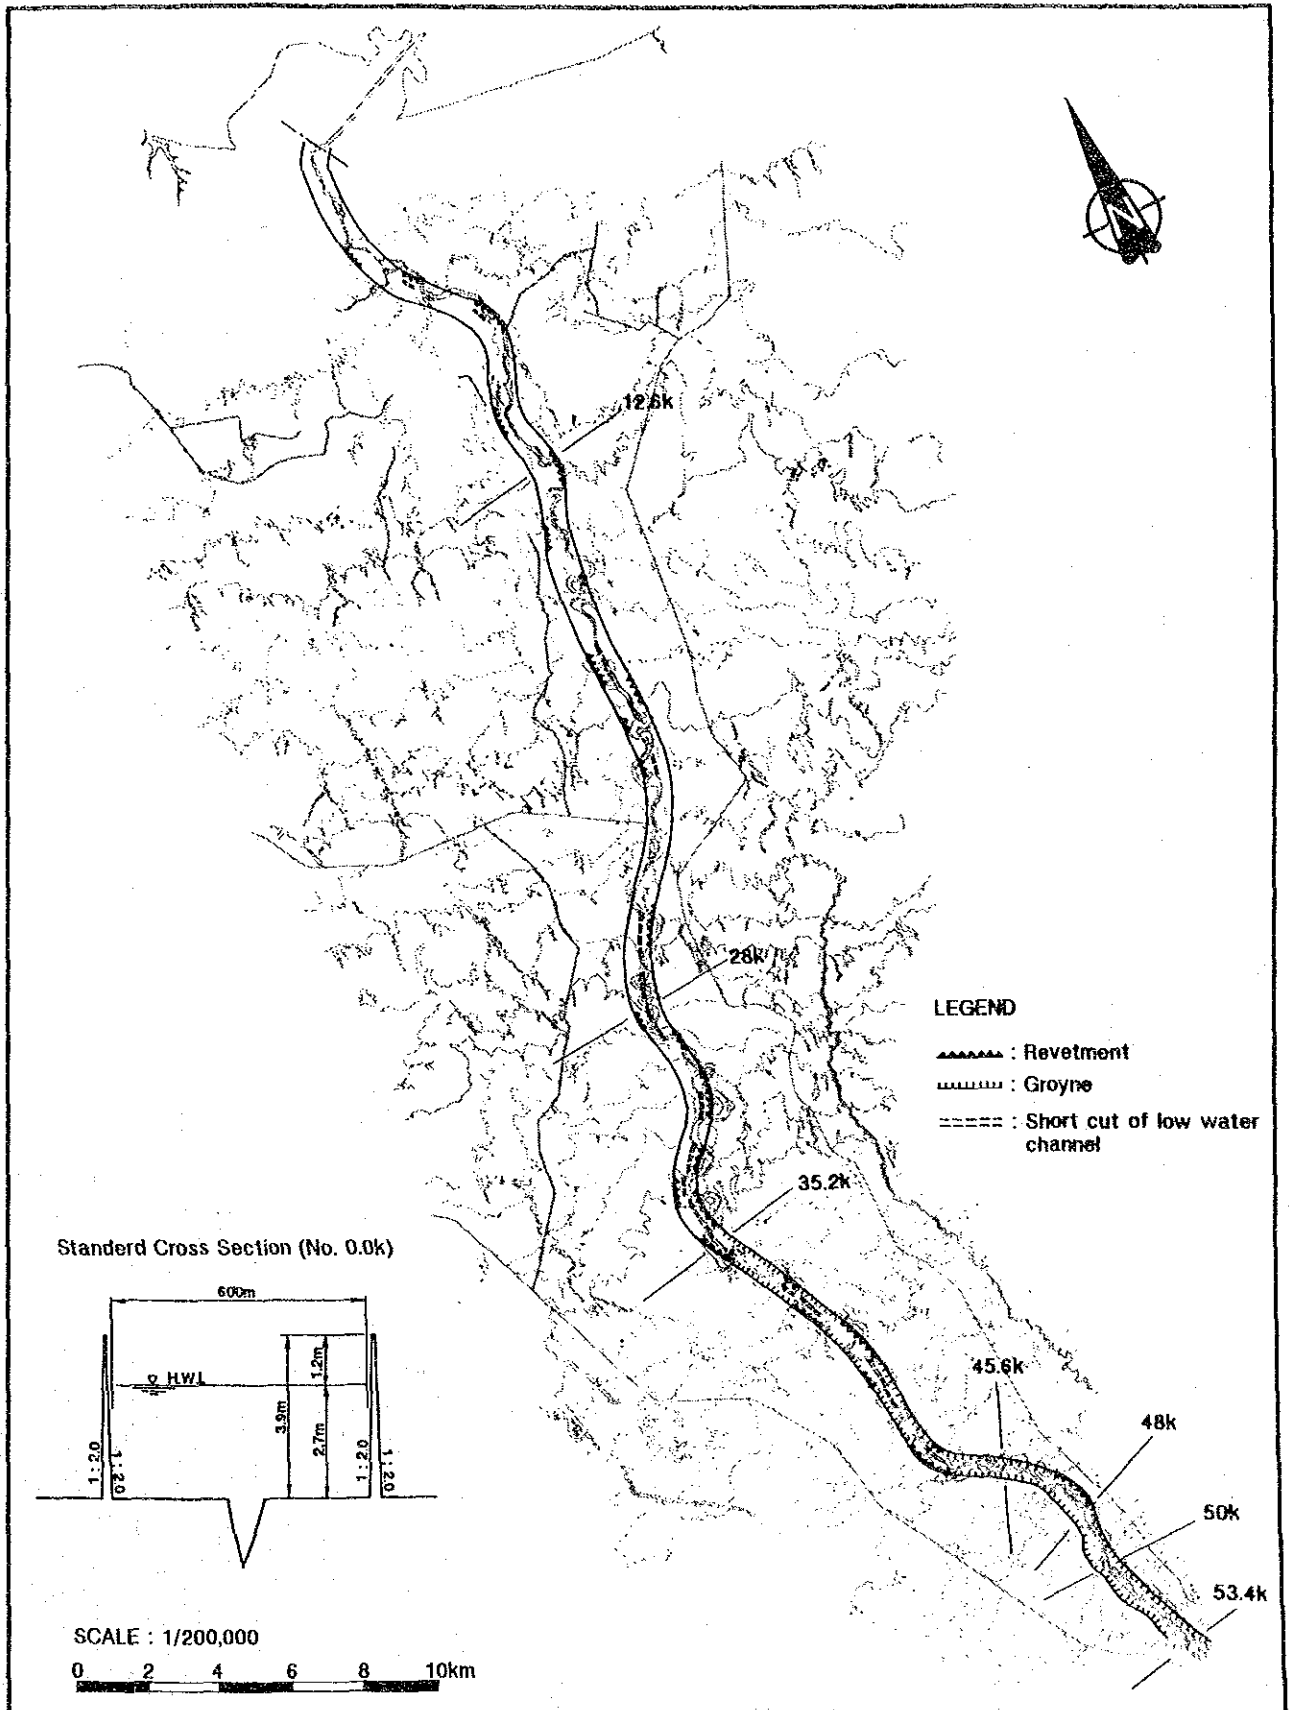 N
12.6k
28k
LEGEND
: Revetment
: Groyne
: Short cut of low water
channel
35.2k
Standerd Cross Section (No. 0.0k)
600m
H.W.L
1.2m
3.9m
2.7m
1 : 2.0
1 : 2.0
1 : 2.0
1 : 2.0
45.6k
48k
50k
53.4k
SCALE : 1/200,000
0 2 4 6 8 10km